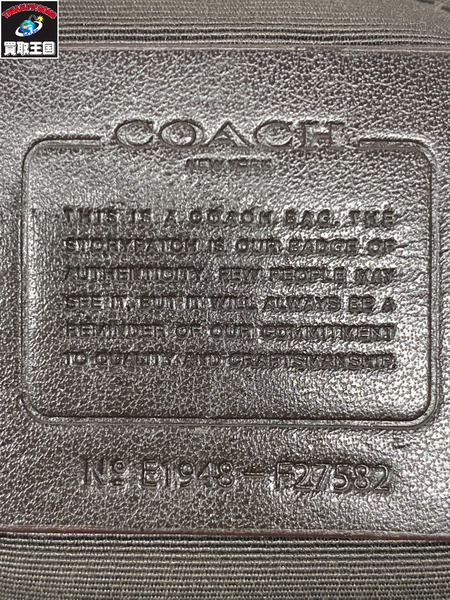 TREASURE
買取王国
COACH
NEW YORK
THIS IS A COACH BAG. THE
STORYPATCH IS OUR BADGE OF
AUTHENTICITY. FEW PEOPLE MAY
SEE IT, BUT IT WILL ALWAYS BE A
REMINDER OF OUR COMMITMENT
TO QUALITY AND CRAFTSMANSHIP.
No E1948-F27582